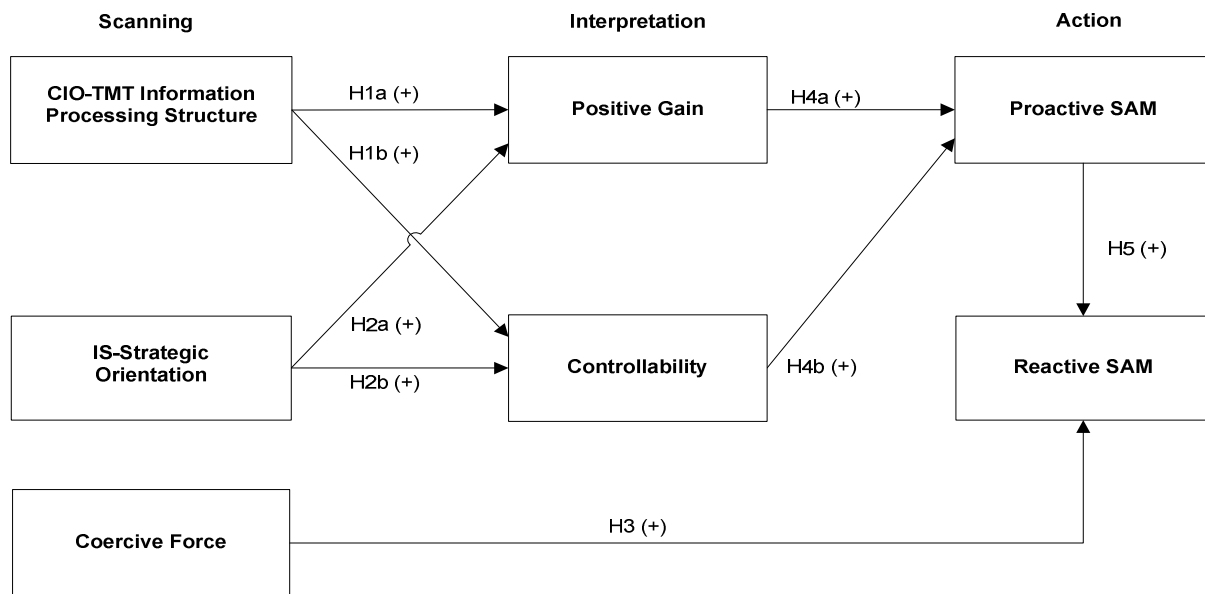 Scanning
Interpretation
Action
CIO-TMT Information
Processing Structure
H1a (+)
Positive Gain
H4a (+)
Proactive SAM
H1b (+)
H5 (+)
H2a (+)
IS-Strategic
Orientation
H2b (+)
Controllability
H4b (+)
Reactive SAM
Coercive Force
H3 (+)